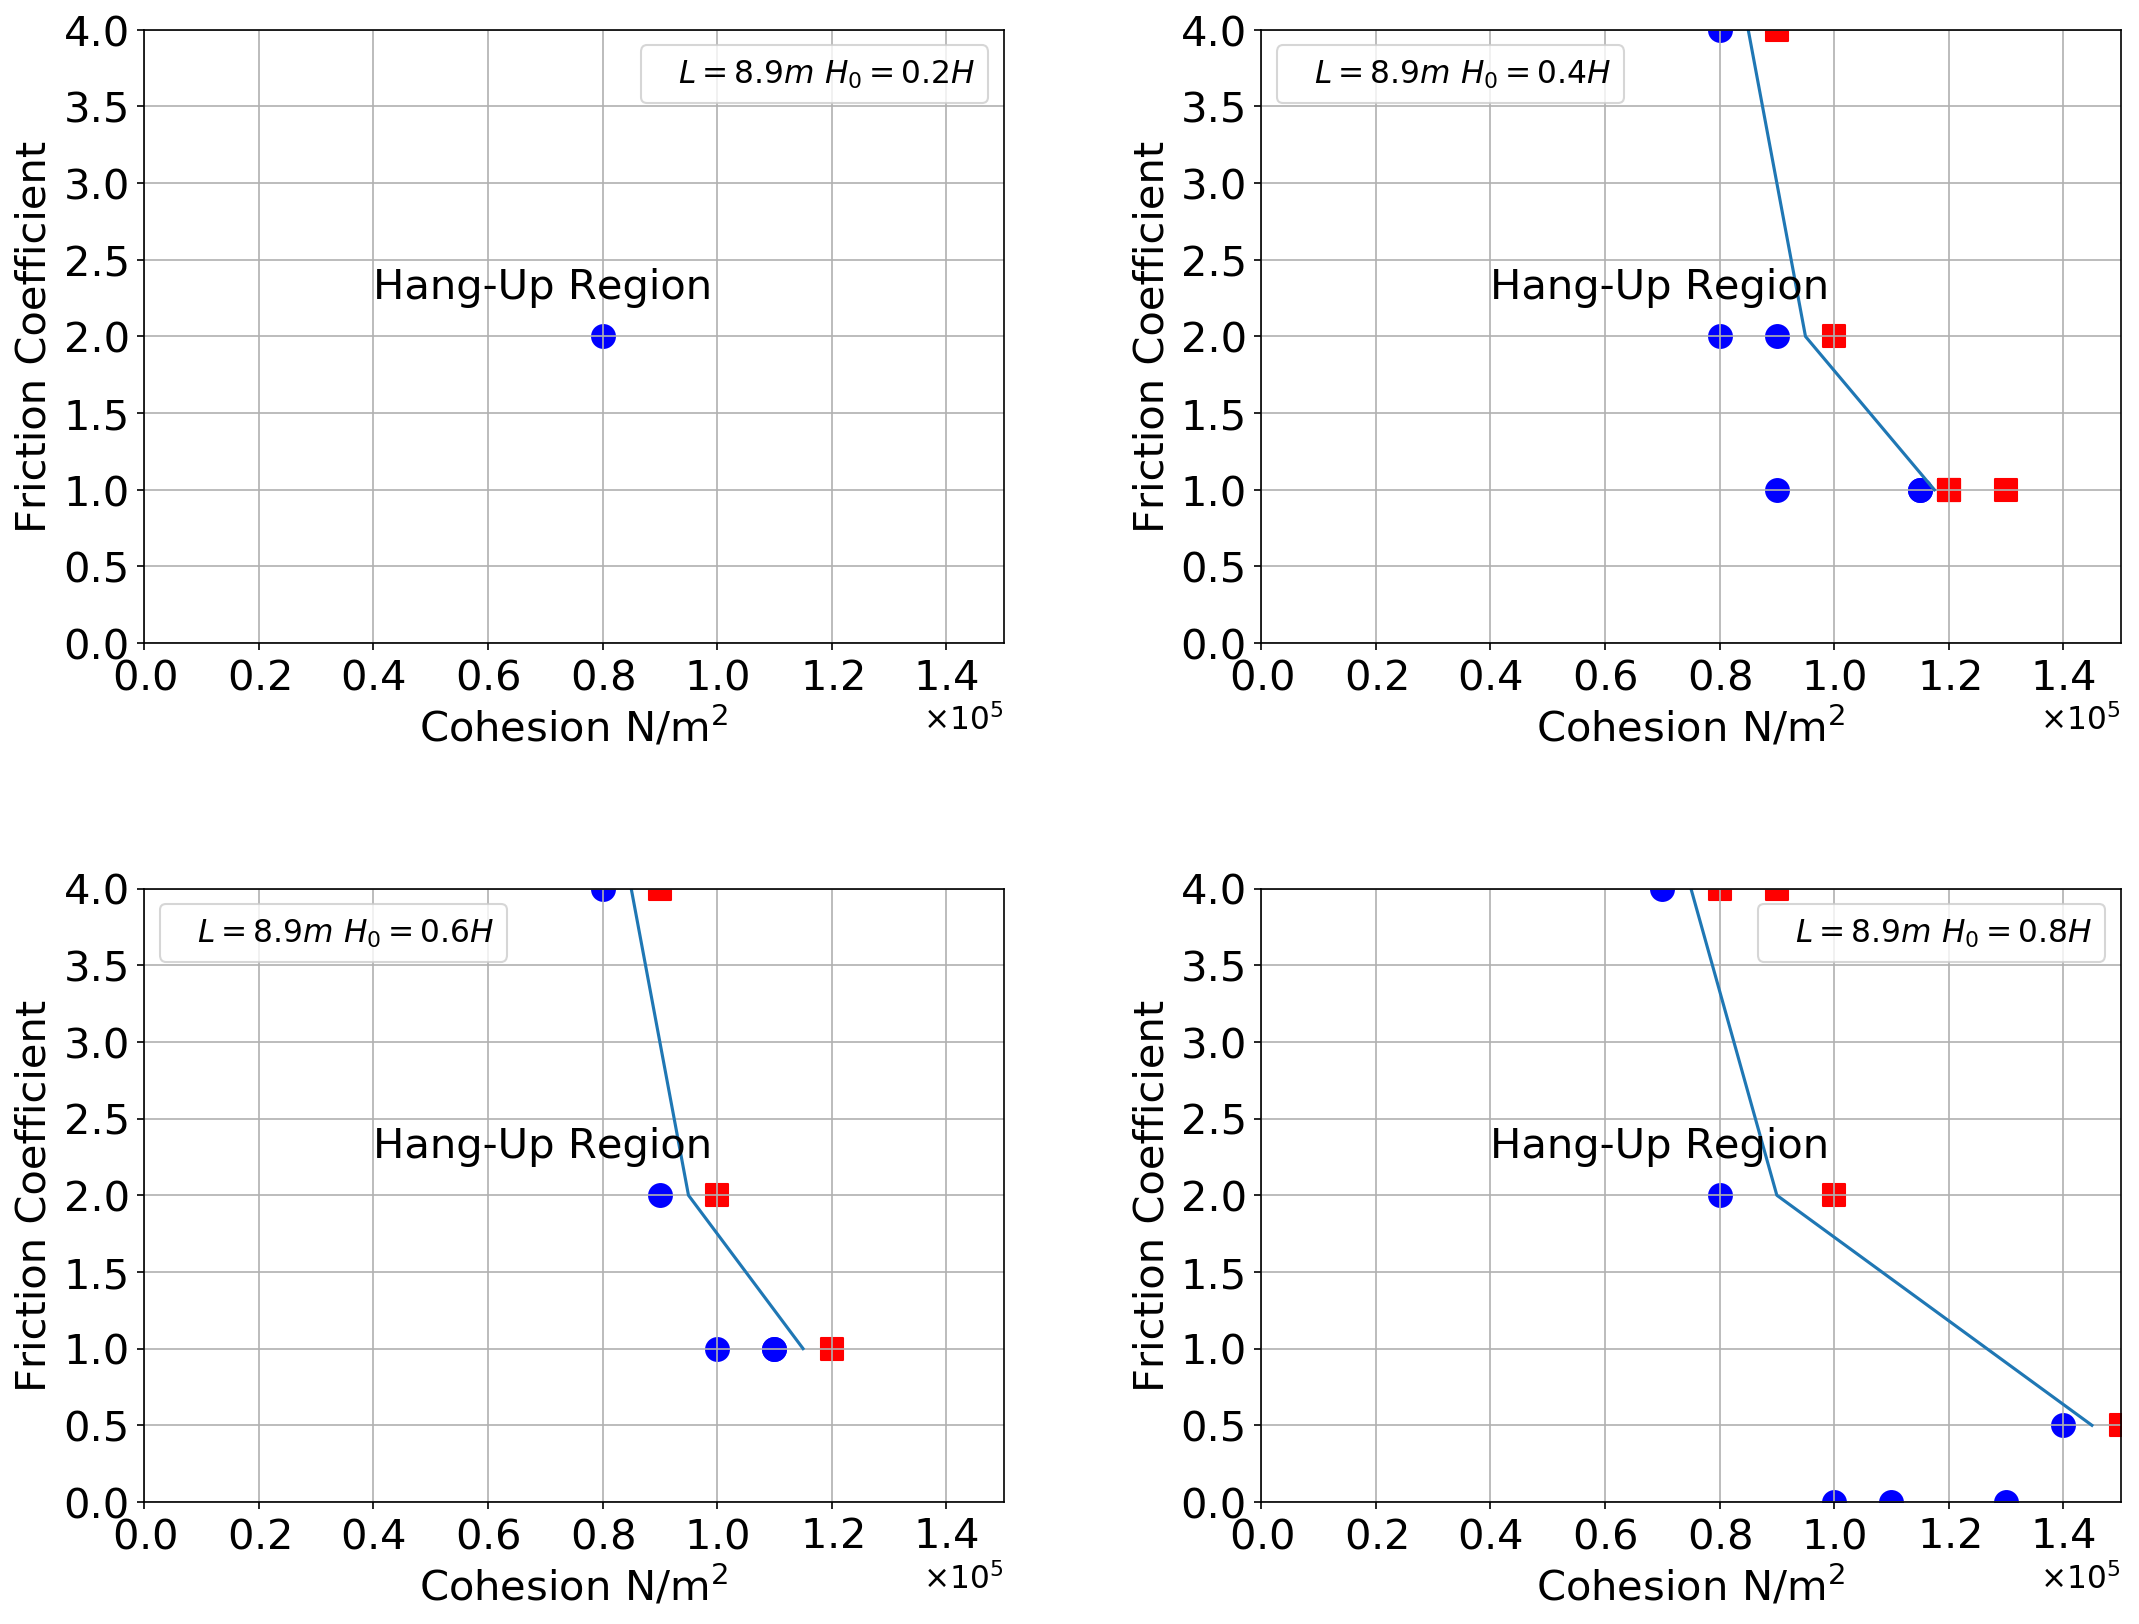 4.0
3.5
3.0
2.5
2.0
1.5
1.0
0.5
0.0
Friction Coefficient
L = 8.9m H₀ = 0.2H
Hang-Up Region
0.0 0.2 0.4 0.6 0.8 1.0 1.2 1.4
×10⁵
Cohesion N/m²
4.0
3.5
3.0
2.5
2.0
1.5
1.0
0.5
0.0
Friction Coefficient
L = 8.9m H₀ = 0.4H
Hang-Up Region
0.0 0.2 0.4 0.6 0.8 1.0 1.2 1.4
×10⁵
Cohesion N/m²
4.0
3.5
3.0
2.5
2.0
1.5
1.0
0.5
0.0
Friction Coefficient
L = 8.9m H₀ = 0.6H
Hang-Up Region
0.0 0.2 0.4 0.6 0.8 1.0 1.2 1.4
×10⁵
Cohesion N/m²
4.0
3.5
3.0
2.5
2.0
1.5
1.0
0.5
0.0
Friction Coefficient
L = 8.9m H₀ = 0.8H
Hang-Up Region
0.0 0.2 0.4 0.6 0.8 1.0 1.2 1.4
×10⁵
Cohesion N/m²